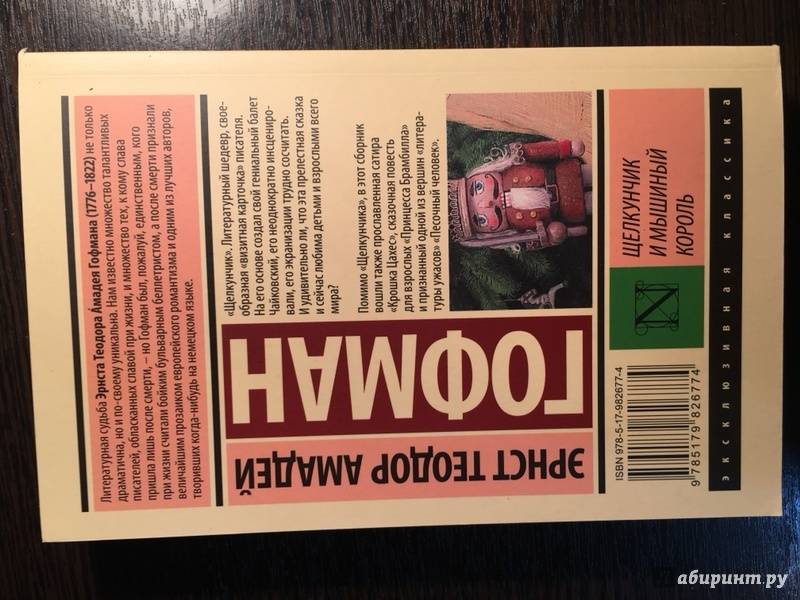 Литературная судьба Эрнста Теодора Амадея Гофмана (1776–1822) не только
драматична, но и по-своему уникальна. Нам известно множество талантливых
писателей, обласканных славой при жизни, и множество тех, к кому слава
пришла лишь после смерти, – но Гофман был, пожалуй, единственным, кого
при жизни считали бойким бульварным беллетристом, а после смерти признали
величайшим прозаиком европейского романтизма и одним из лучших авторов,
творивших когда-нибудь на немецком языке.
ЭРНСТ ТЕОДОР АМАДЕЙ
ГОФМАН
«Щелкунчик». Литературный шедевр, свое-
образная «визитная карточка» писателя.
На его основе создал свой гениальный балет
Чайковский, его неоднократно инсцениро-
вали, его экранизации трудно сосчитать.
И удивительно ли, что эта прелестная сказка
и сейчас любима детьми и взрослыми всего
мира?
Помимо «Щелкунчика», в этот сборник
вошли также прославленная сатира
«Крошка Цахес», сказочная повесть
для взрослых «Принцесса Брамбилла»
и признанный одной из вершин «литера-
туры ужасов» «Песочный человек».
ЩЕЛКУНЧИК
И МЫШИНЫЙ
КОРОЛЬ
N
ISBN 978-5-17-982677-4
9 785179 826774
эксклюзивная классика
Лабиринт.ру